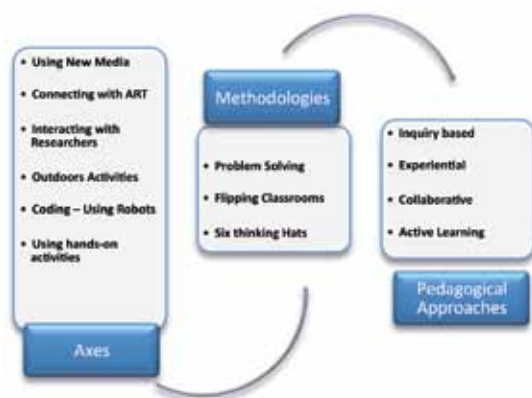 • Using New Media
• Connecting with ART
• Interacting with
Researchers
• Outdoors Activities
• Coding – Using Robots
• Using hands-on
activities
Axes
Methodologies
• Problem Solving
• Flipping Classrooms
• Six thinking Hats
• Inquiry based
• Experiential
• Collaborative
• Active Learning
Pedagogical
Approaches